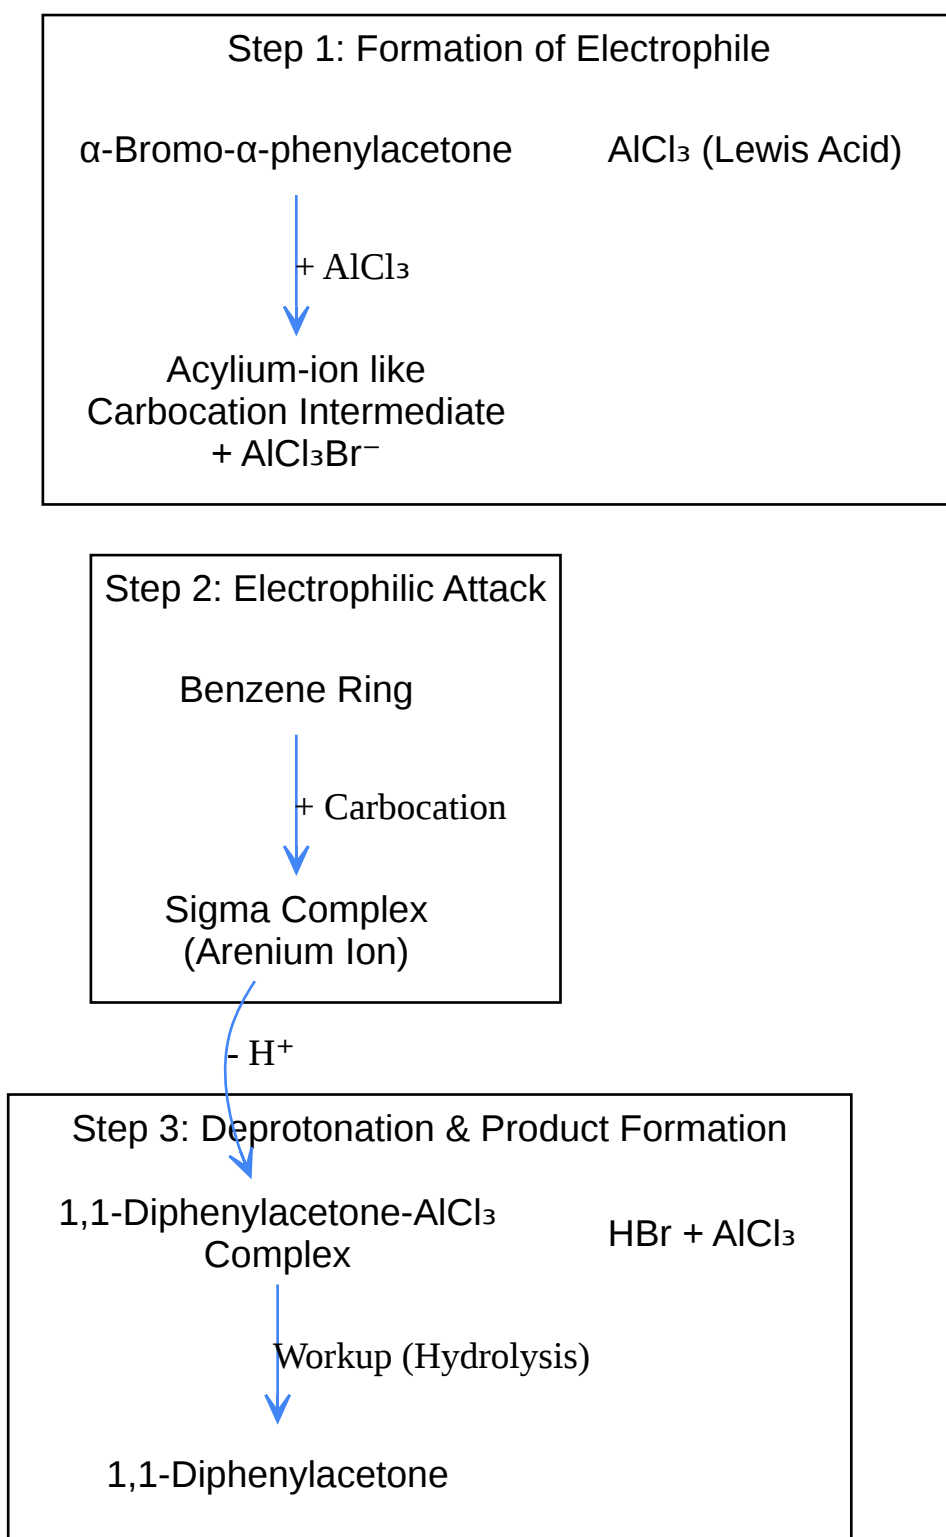 Step 1: Formation of Electrophile
α-Bromo-α-phenylacetone
AlCl₃ (Lewis Acid)
+ AlCl₃
Acylium-ion like
Carbocation Intermediate
+ AlCl₃Br⁻
Step 2: Electrophilic Attack
Benzene Ring
+ Carbocation
Sigma Complex
(Arenium Ion)
- H⁺
Step 3: Deprotonation & Product Formation
1,1-Diphenylacetone-AlCl₃
Complex
HBr + AlCl₃
Workup (Hydrolysis)
1,1-Diphenylacetone